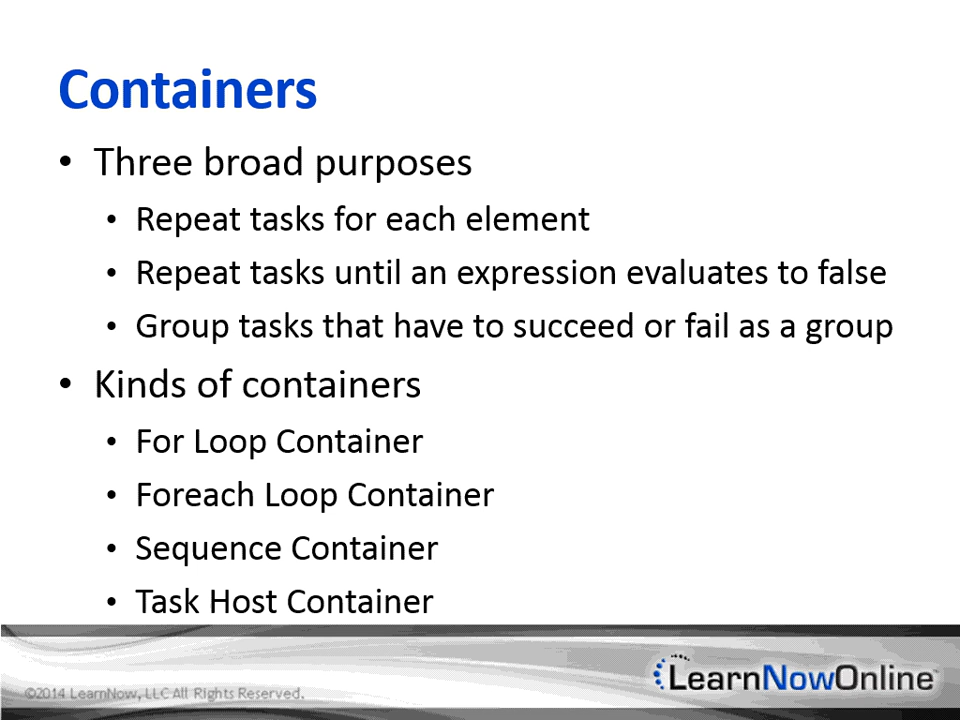 Containers
• Three broad purposes
• Repeat tasks for each element
• Repeat tasks until an expression evaluates to false
• Group tasks that have to succeed or fail as a group
• Kinds of containers
• For Loop Container
• Foreach Loop Container
• Sequence Container
• Task Host Container
©2014 LearnNow, LLC All Rights Reserved.
LearnNowOnline